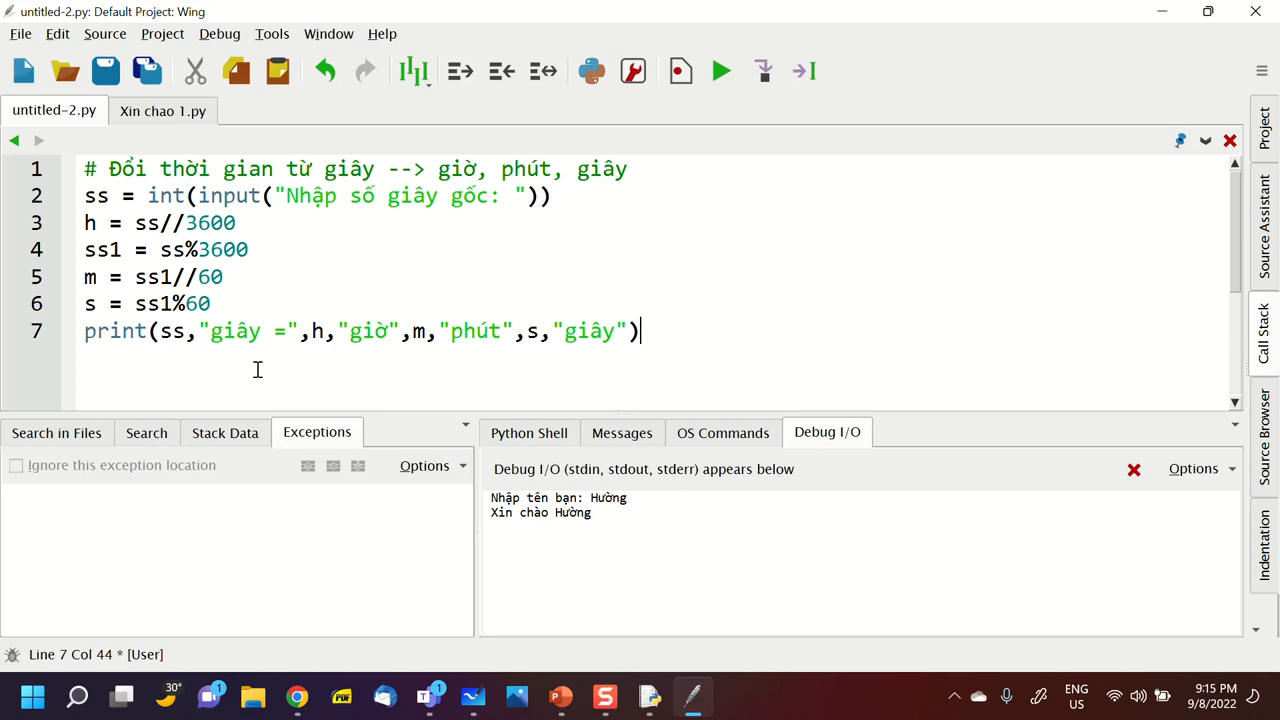 untitled-2.py: Default Project: Wing
File Edit Source Project Debug Tools Window Help
untitled-2.py Xin chao 1.py
1 # Đổi thời gian từ giây --> giờ, phút, giây
2 ss = int(input("Nhập số giây gốc: "))
3 h = ss//3600
4 ss1 = ss%3600
5 m = ss1//60
6 s = ss1%60
7 print(ss,"giây =",h,"giờ",m,"phút",s,"giây")
Project
Source Assistant
Call Stack
Source Browser
Indentation
Search in Files Search Stack Data Exceptions
Ignore this exception location Options
Python Shell Messages OS Commands Debug I/O
Debug I/O (stdin, stdout, stderr) appears below Options
Nhập tên bạn: Hường
Xin chào Hường
Line 7 Col 44 * [User]
30°
1
PDF
1
T
P
S
ENG
US
9:15 PM
9/8/2022